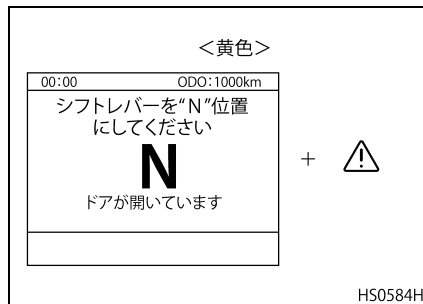 ＜黄色＞
00:00 ODO:1000km
シフトレバーを“N”位置
にしてください
N
ドアが開いています
+
HS0584H